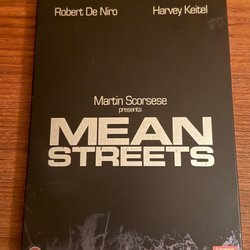 Robert De Niro Harvey Keitel
Martin Scorsese
presents
MEAN
STREETS